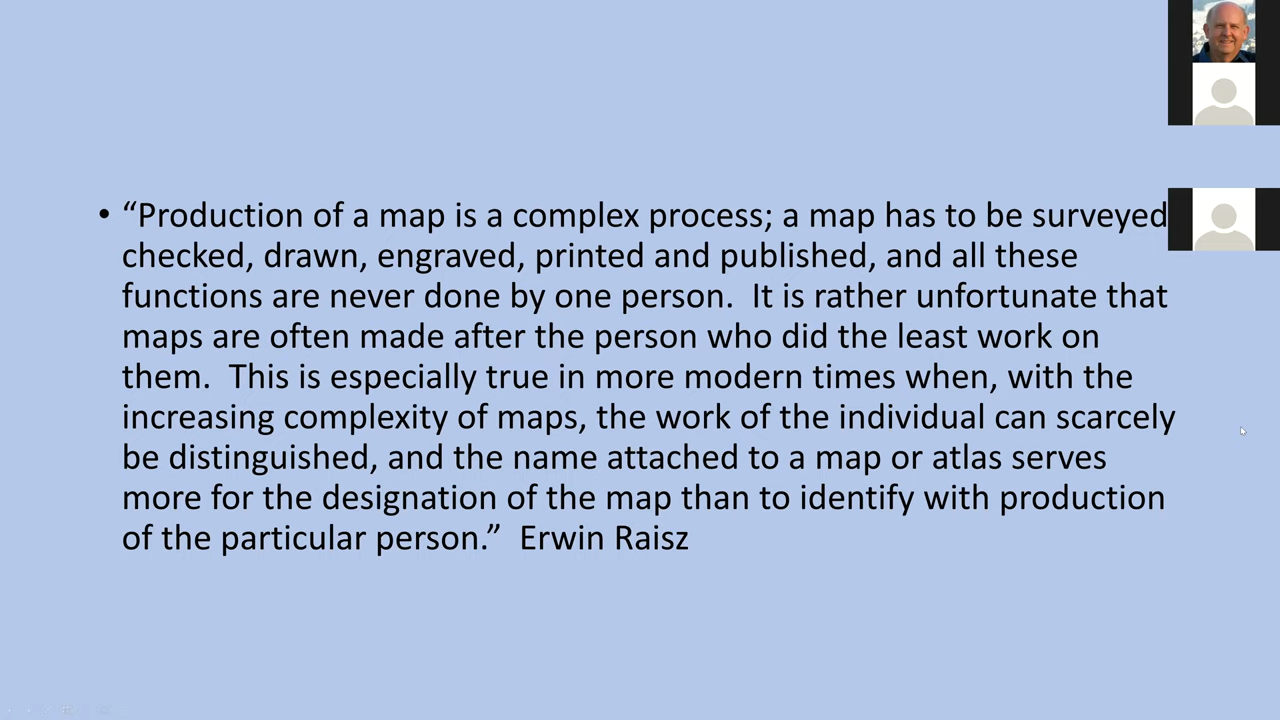 • “Production of a map is a complex process; a map has to be surveyed
checked, drawn, engraved, printed and published, and all these
functions are never done by one person.  It is rather unfortunate that
maps are often made after the person who did the least work on
them.  This is especially true in more modern times when, with the
increasing complexity of maps, the work of the individual can scarcely
be distinguished, and the name attached to a map or atlas serves
more for the designation of the map than to identify with production
of the particular person.”  Erwin Raisz